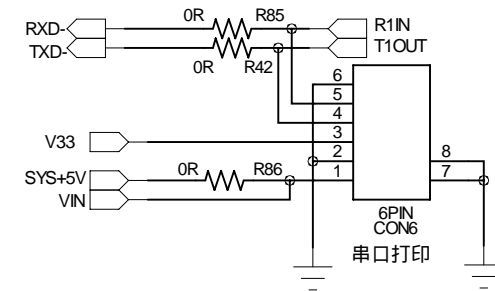 0R R85
RXD- R1IN
TXD- T1OUT
0R R42
6
5
4
V33 3
2 8
SYS+5V 0R R86 1 7
VIN
6PIN
CON6
串口打印